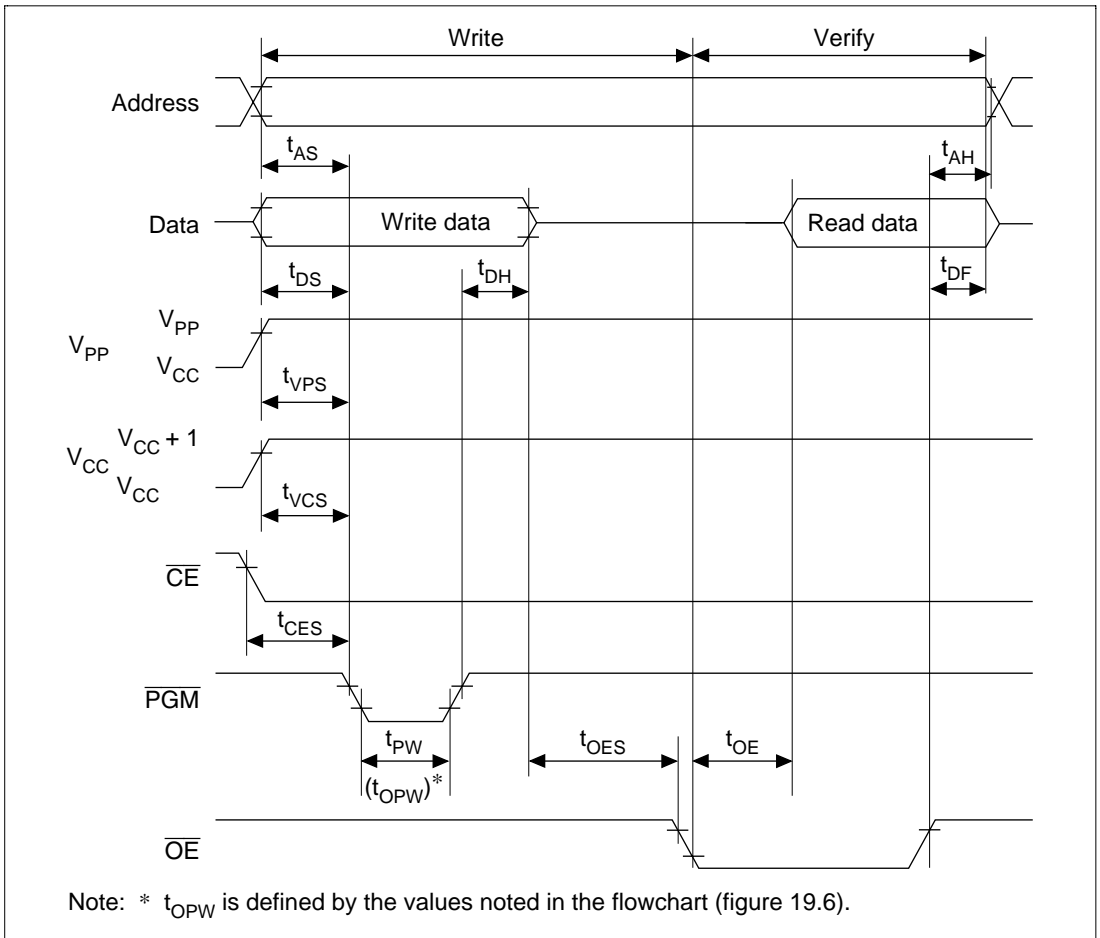 Write Verify
Address
tAS tAH
Data Write data Read data
tDS tDH tDF
VPP
VPP
VCC
tVPS
VCC + 1
VCC
VCC
tVCS
CE
tCES
PGM
tPW tOES tOE
(tOPW)*
OE
Note: * tOPW is defined by the values noted in the flowchart (figure 19.6).